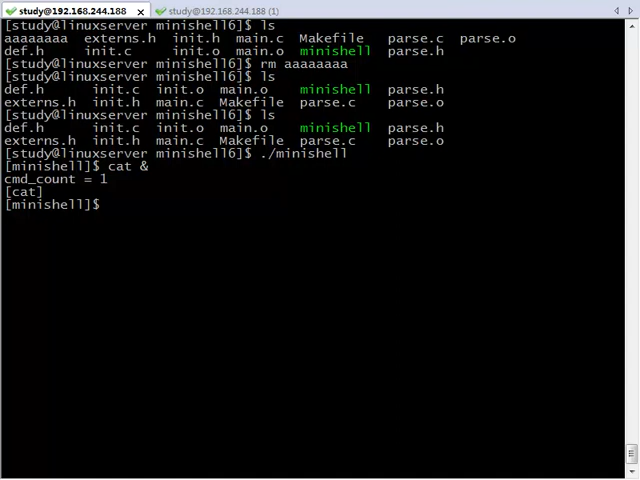 study@192.168.244.188 study@192.168.244.188 (1)
[study@linuxserver minishell6]$ ls
aaaaaaaa externs.h init.h main.c Makefile parse.c parse.o
def.h init.c init.o main.o minishell parse.h
[study@linuxserver minishell6]$ rm aaaaaaaa
[study@linuxserver minishell6]$ ls
def.h init.c init.o main.o minishell parse.h
externs.h init.h main.c Makefile parse.c parse.o
[study@linuxserver minishell6]$ ls
def.h init.c init.o main.o minishell parse.h
externs.h init.h main.c Makefile parse.c parse.o
[study@linuxserver minishell6]$ ./minishell
[minishell]$ cat &
cmd_count = 1
[cat]
[minishell]$